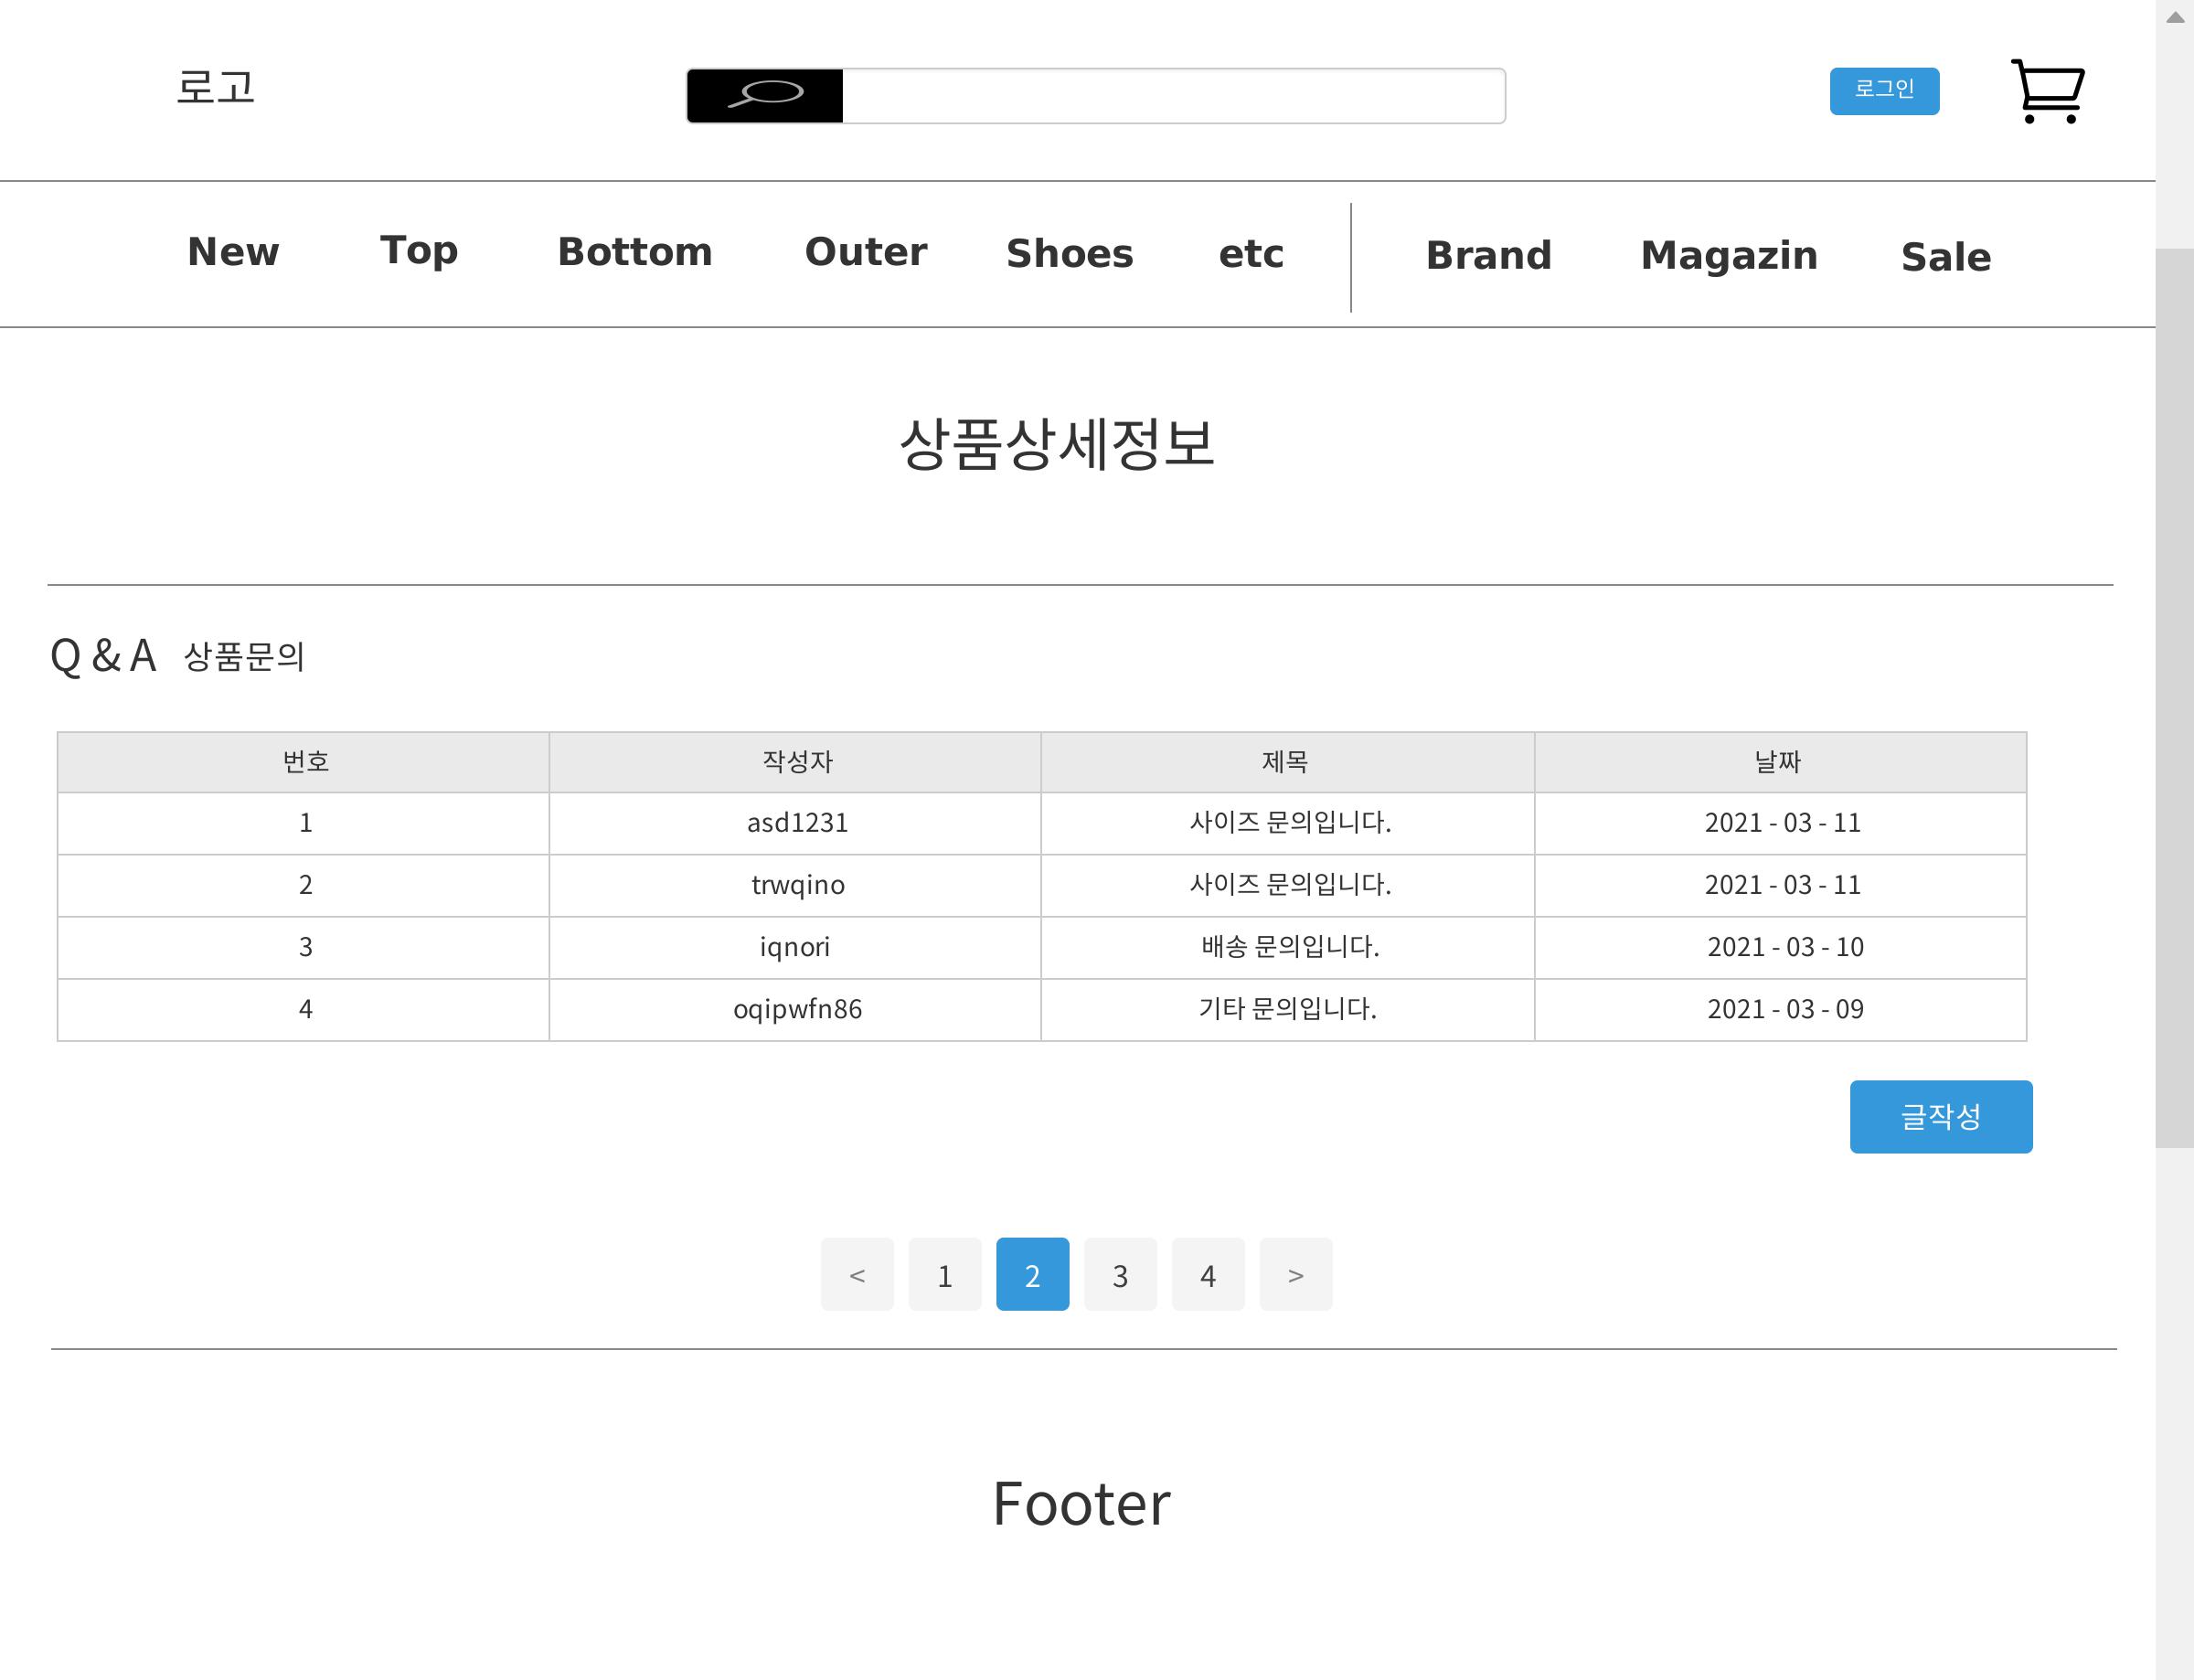 로고
로그인
New Top Bottom Outer Shoes etc Brand Magazin Sale
상품상세정보
Q & A 상품문의
번호 작성자 제목 날짜
1 asd1231 사이즈 문의입니다. 2021 - 03 - 11
2 trwqino 사이즈 문의입니다. 2021 - 03 - 11
3 iqnori 배송 문의입니다. 2021 - 03 - 10
4 oqipwfn86 기타 문의입니다. 2021 - 03 - 09
글작성
< 1 2 3 4 >
Footer